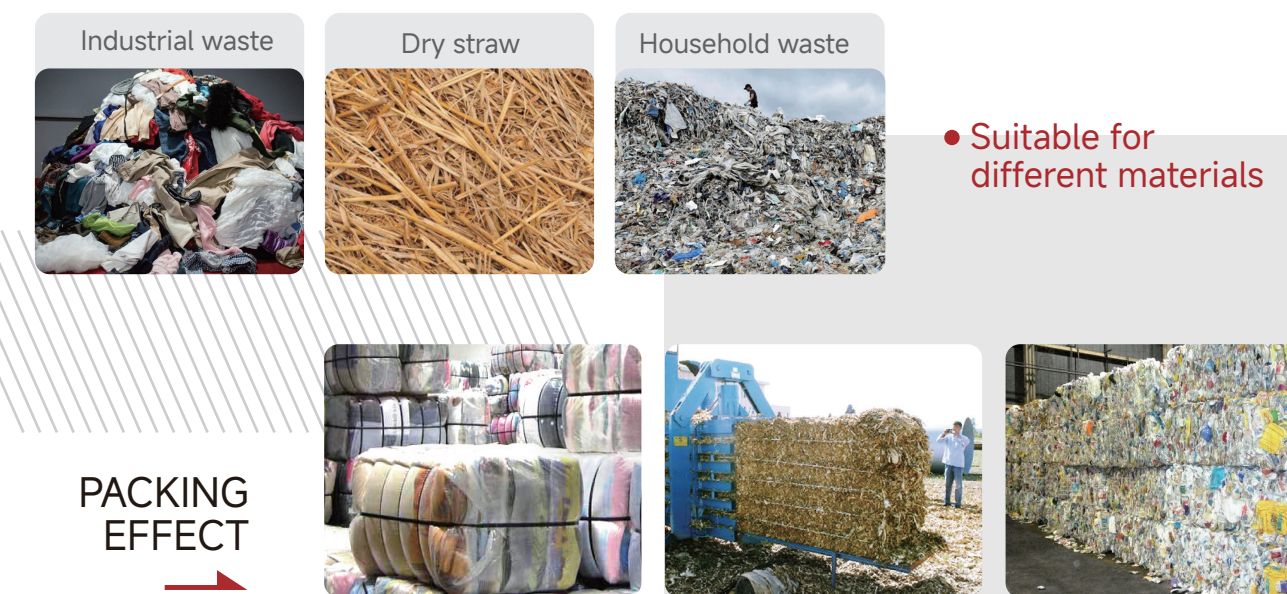 Industrial waste
Dry straw
Household waste
Suitable for
different materials
PACKING
EFFECT